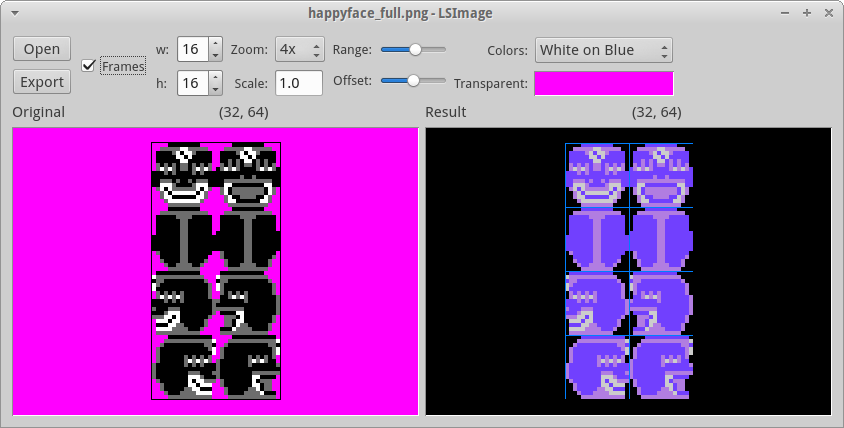 happyface_full.png - LSImage
Open
Frames
w: 16 Zoom: 4x Range: Colors: White on Blue
Export
h: 16 Scale: 1.0 Offset: Transparent:
Original (32, 64) Result (32, 64)